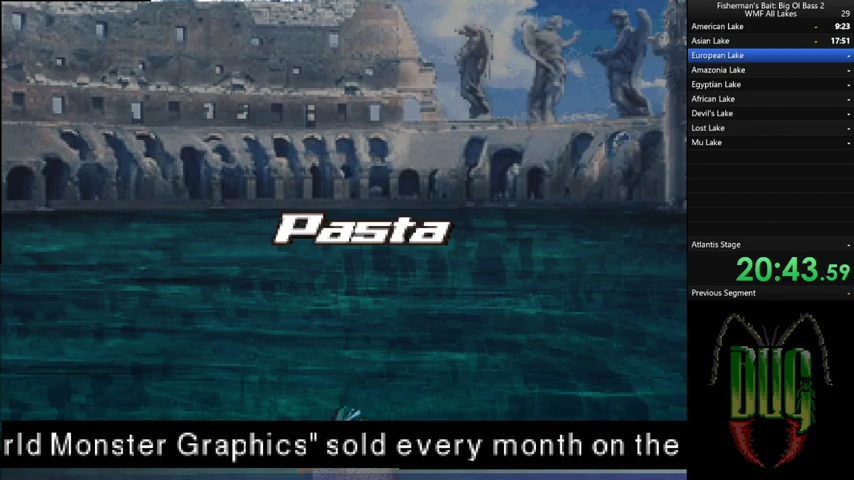 Fisherman's Bait: Big Ol Bass 2
WMF All Lakes 29
American Lake - 9:23
Asian Lake - 17:51
European Lake -
Amazonia Lake -
Egyptian Lake -
African Lake -
Devil's Lake -
Lost Lake -
Mu Lake -
Atlantis Stage -
20:43.59
Previous Segment -
Pasta
rld Monster Graphics" sold every month on the
BUG